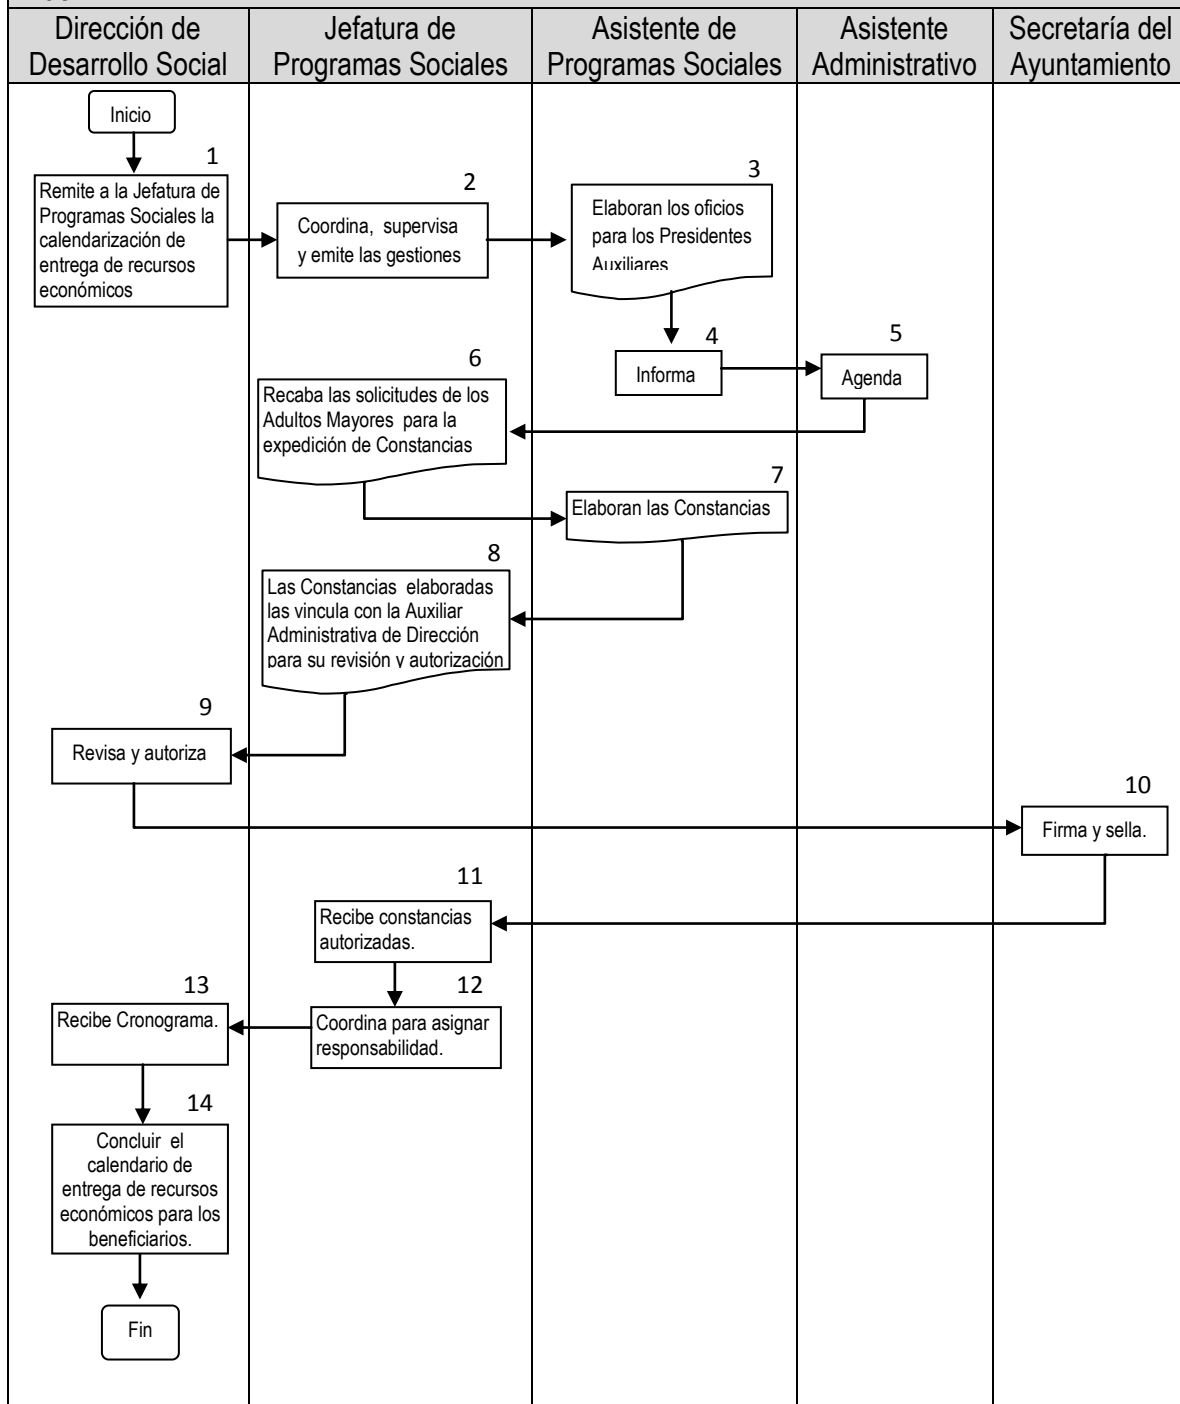 Dirección de
Desarrollo Social
Jefatura de
Programas Sociales
Asistente de
Programas Sociales
Asistente
Administrativo
Secretaría del
Ayuntamiento
Inicio
1
Remite a la Jefatura de
Programas Sociales la
calendarización de
entrega de recursos
económicos
2
Coordina, supervisa
y emite las gestiones
3
Elaboran los oficios
para los Presidentes
Auxiliares
4
Informa
5
Agenda
6
Recaba las solicitudes de los
Adultos Mayores para la
expedición de Constancias
7
Elaboran las Constancias
8
Las Constancias elaboradas
las vincula con la Auxiliar
Administrativa de Dirección
para su revisión y autorización
9
Revisa y autoriza
10
Firma y sella.
11
Recibe constancias
autorizadas.
12
Coordina para asignar
responsabilidad.
13
Recibe Cronograma.
14
Concluir el
calendario de
entrega de recursos
económicos para los
beneficiarios.
Fin